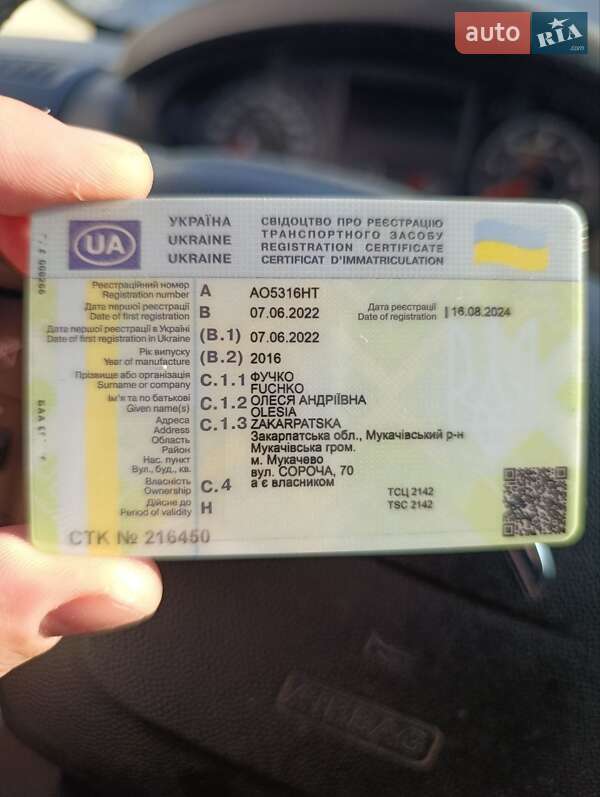 auto RIA .com
УКРАЇНА
UKRAINE
UKRAINE
СВІДОЦТВО ПРО РЕЄСТРАЦІЮ
ТРАНСПОРТНОГО ЗАСОБУ
REGISTRATION CERTIFICATE
CERTIFICAT D'IMMATRICULATION
UA
Реєстраційний номер
Registration number A AO5316HT
Дата першої реєстрації
Date of first registration B 07.06.2022 Дата реєстрації
Date of registration I 16.08.2024
Дата першої реєстрації в Україні
Date of first registration in Ukraine (B.1) 07.06.2022
Рік випуску
Year of manufacture (B.2) 2016
Прізвище або організація
Surname or company C.1.1 ФУЧКО
FUCHKO
Ім'я та по батькові
Given name(s) C.1.2 ОЛЕСЯ АНДРІЇВНА
OLESIA
Адреса
Address C.1.3 ZAKARPATSKA
Область Закарпатська обл., Мукачівський р-н
Район Мукачівська гром.
Нас. пункт м. Мукачево
Вул., буд., кв. вул. СОРОЧА, 70
Власність
Ownership C.4 а є власником
Дійсне до
Period of validity H
ТСЦ 2142
TSC 2142
СТК № 216450
AIRBAG